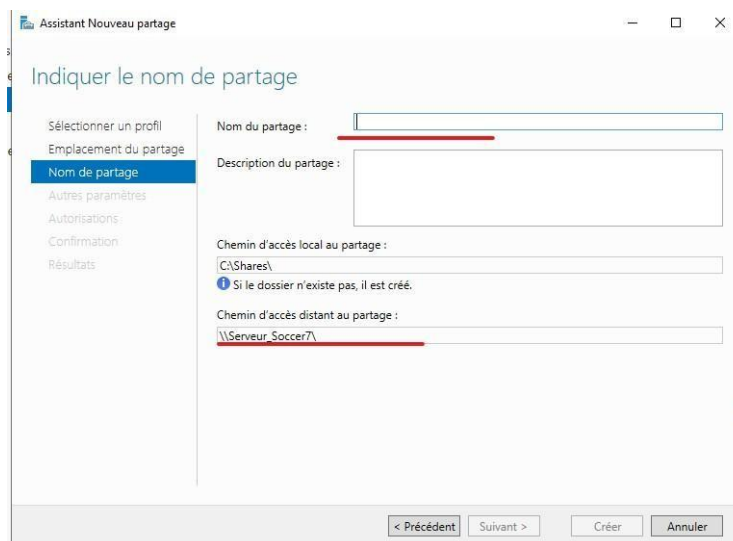 Assistant Nouveau partage
Indiquer le nom de partage
Sélectionner un profil
Emplacement du partage
Nom de partage
Autres paramètres
Autorisations
Confirmation
Résultats
Nom du partage :
Description du partage :
Chemin d'accès local au partage :
C:\Shares\
Si le dossier n'existe pas, il est créé.
Chemin d'accès distant au partage :
\\Serveur_Soccer7\
< Précédent
Suivant >
Créer
Annuler